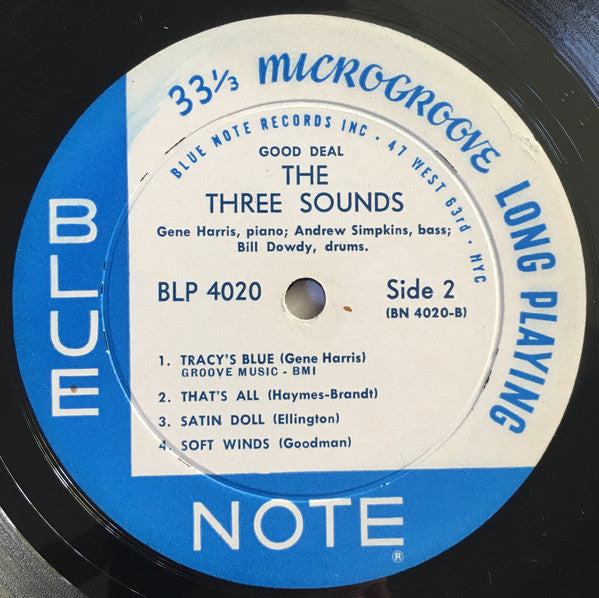 33⅓ MICROGROOVE LONG PLAYING
BLUE NOTE RECORDS INC • 47 WEST 63rd • NYC
GOOD DEAL
THE
THREE SOUNDS
Gene Harris, piano; Andrew Simpkins, bass;
Bill Dowdy, drums.
BLP 4020 Side 2
(BN 4020-B)
1. TRACY'S BLUE (Gene Harris)
GROOVE MUSIC - BMI
2. THAT'S ALL (Haymes-Brandt)
3. SATIN DOLL (Ellington)
4. SOFT WINDS (Goodman)
BLUE
NOTE®